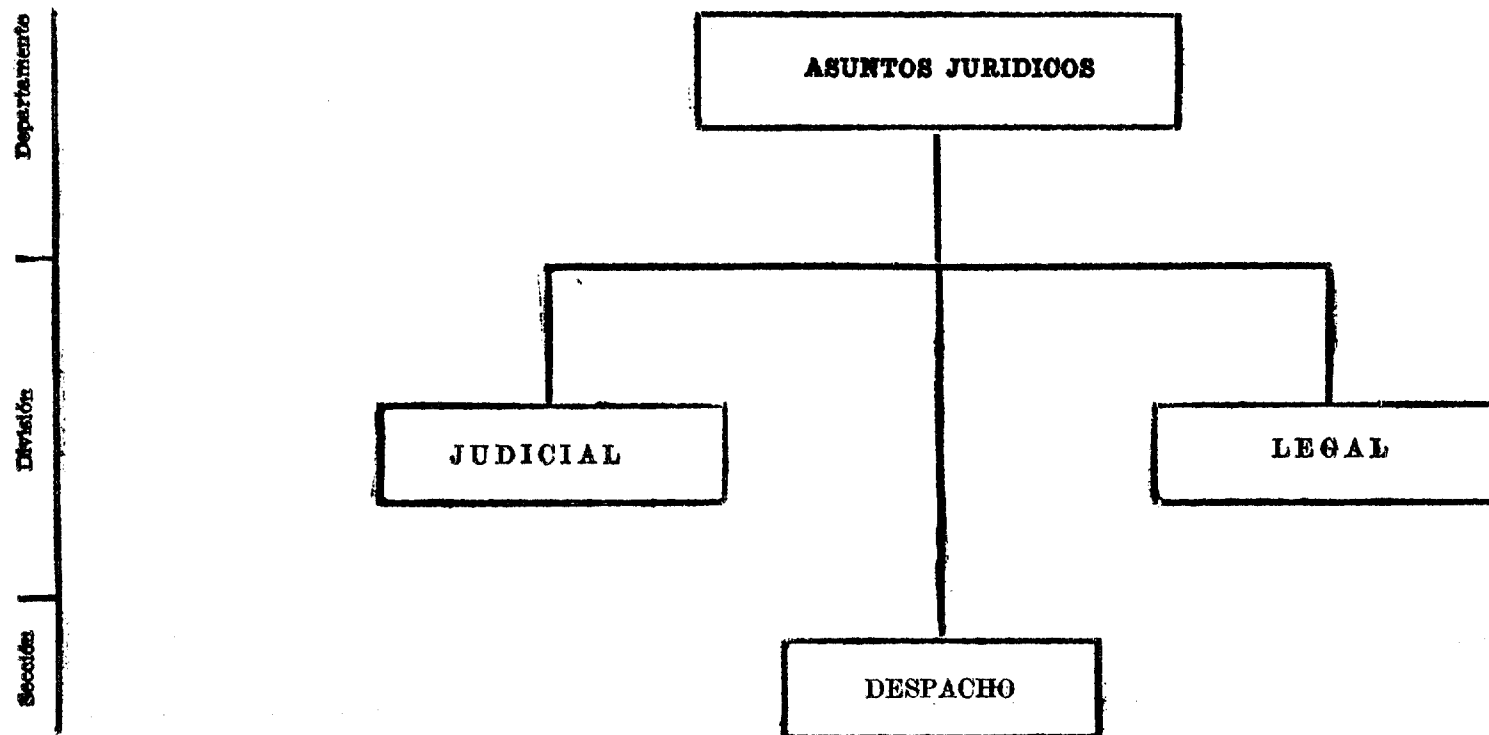 Departamento
ASUNTOS JURIDICOS
División
JUDICIAL
LEGAL
Sección
DESPACHO